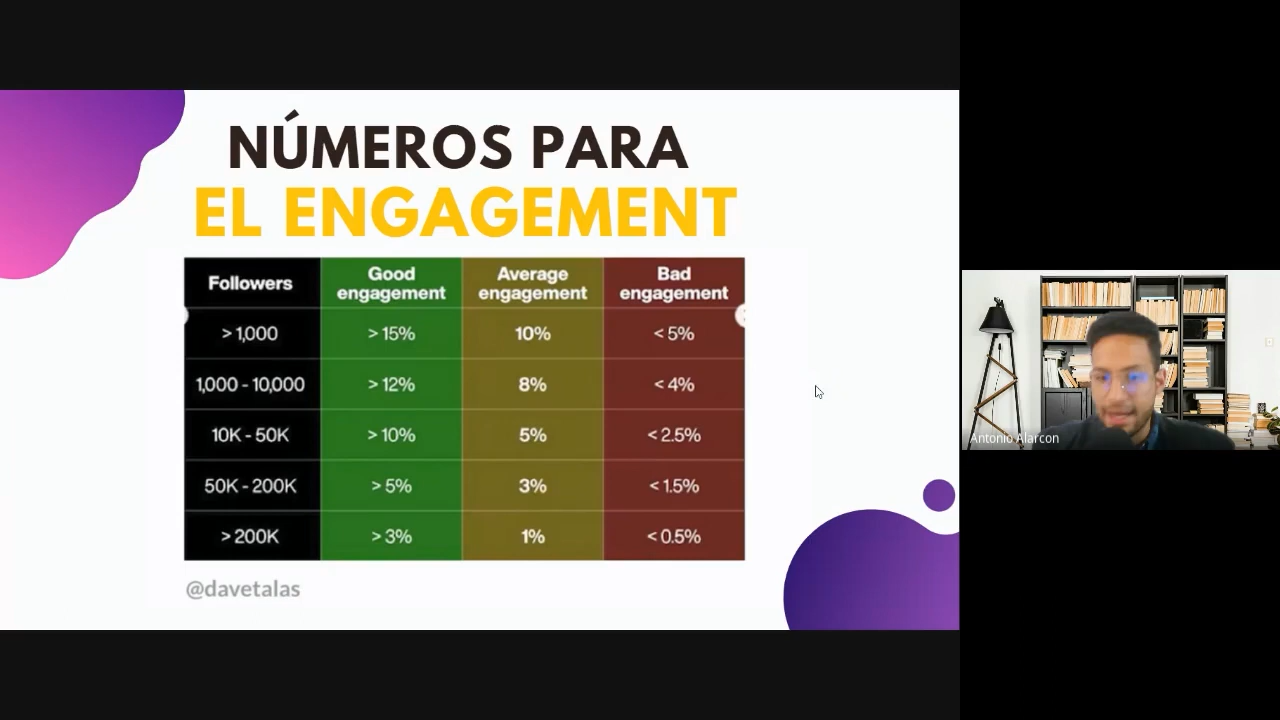 NÚMEROS PARA
EL ENGAGEMENT
Followers Good engagement Average engagement Bad engagement
> 1,000 > 15% 10% < 5%
1,000 - 10,000 > 12% 8% < 4%
10K - 50K > 10% 5% < 2.5%
50K - 200K > 5% 3% < 1.5%
> 200K > 3% 1% < 0.5%
@davetalas
Antonio Alarcon